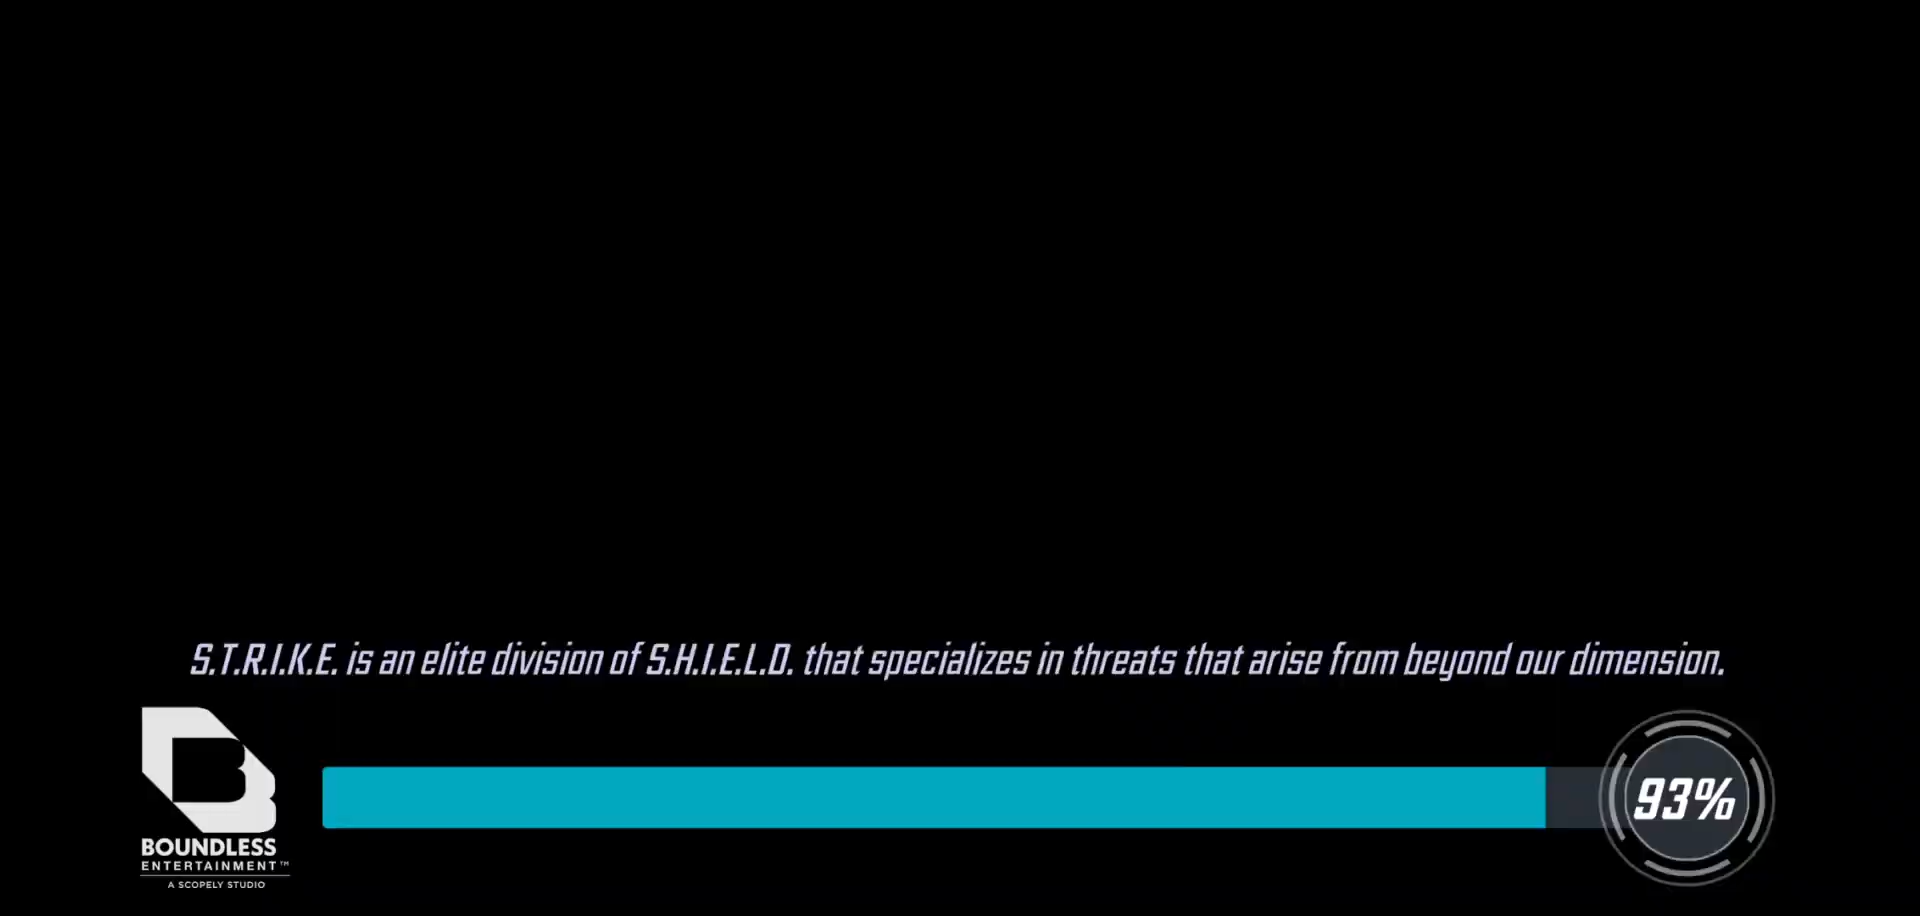 S.T.R.I.K.E. is an elite division of S.H.I.E.L.D. that specializes in threats that arise from beyond our dimension.
93%
B
BOUNDLESS
ENTERTAINMENT™
A SCOPELY STUDIO